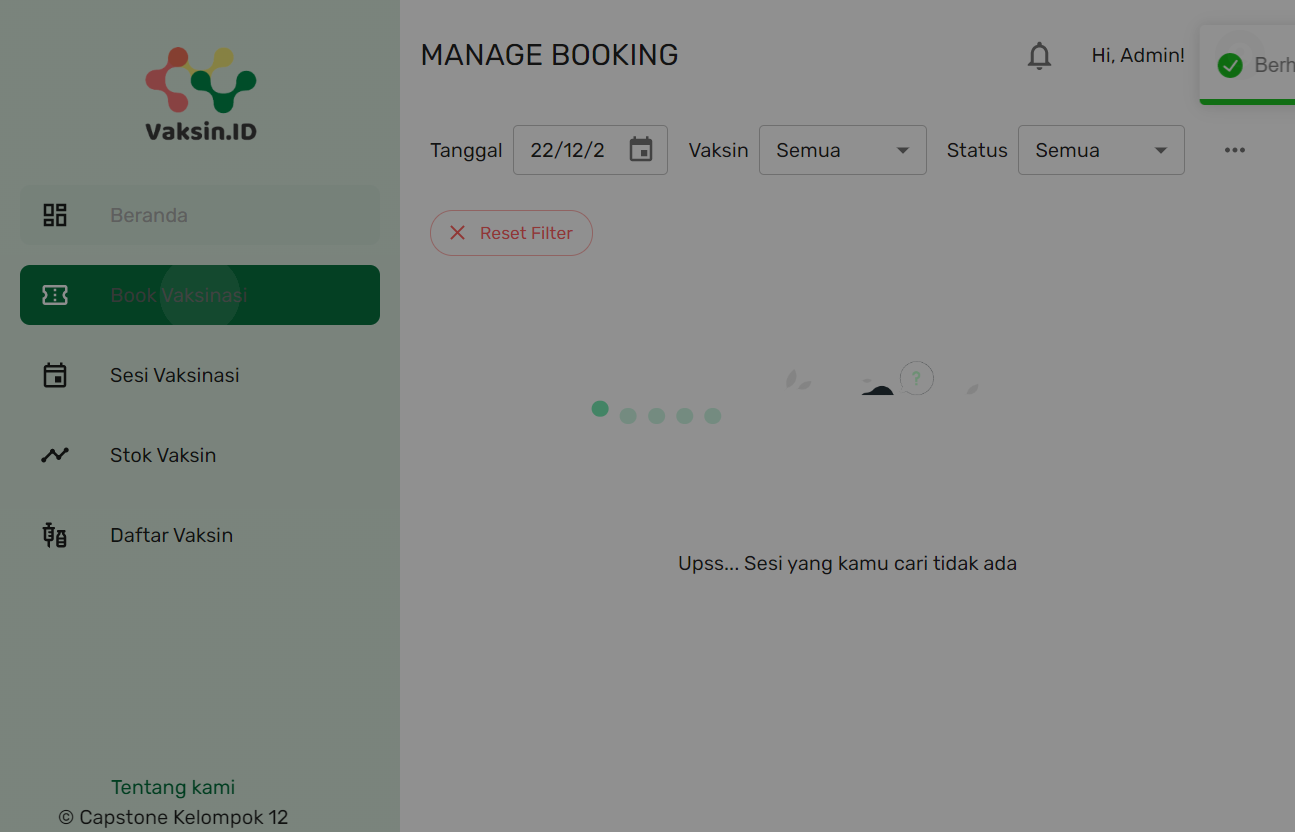 Vaksin.ID
Beranda
Book Vaksinasi
Sesi Vaksinasi
Stok Vaksin
Daftar Vaksin
Tentang kami
© Capstone Kelompok 12
MANAGE BOOKING
Hi, Admin!
Berh
Tanggal 22/12/2 Vaksin Semua Status Semua
Reset Filter
?
Upss... Sesi yang kamu cari tidak ada